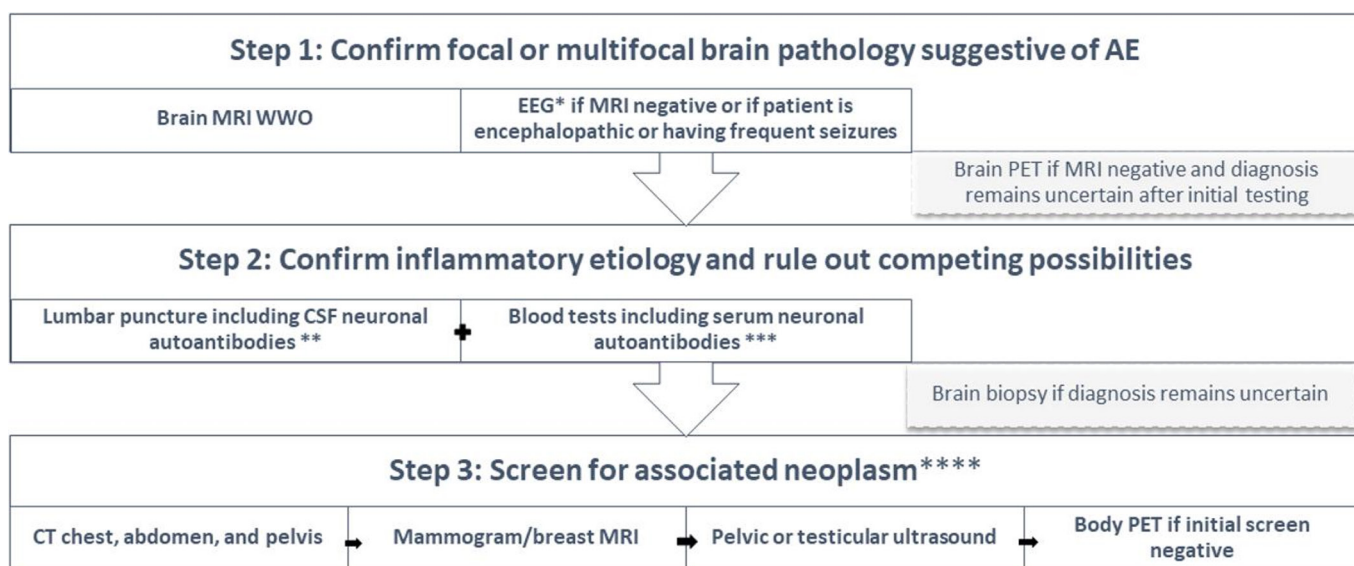 Step 1: Confirm focal or multifocal brain pathology suggestive of AE
Brain MRI WWO
EEG* if MRI negative or if patient is
encephalopathic or having frequent seizures
Brain PET if MRI negative and diagnosis
remains uncertain after initial testing
Step 2: Confirm inflammatory etiology and rule out competing possibilities
Lumbar puncture including CSF neuronal
autoantibodies **
Blood tests including serum neuronal
autoantibodies ***
Brain biopsy if diagnosis remains uncertain
Step 3: Screen for associated neoplasm****
CT chest, abdomen, and pelvis
Mammogram/breast MRI
Pelvic or testicular ultrasound
Body PET if initial screen
negative